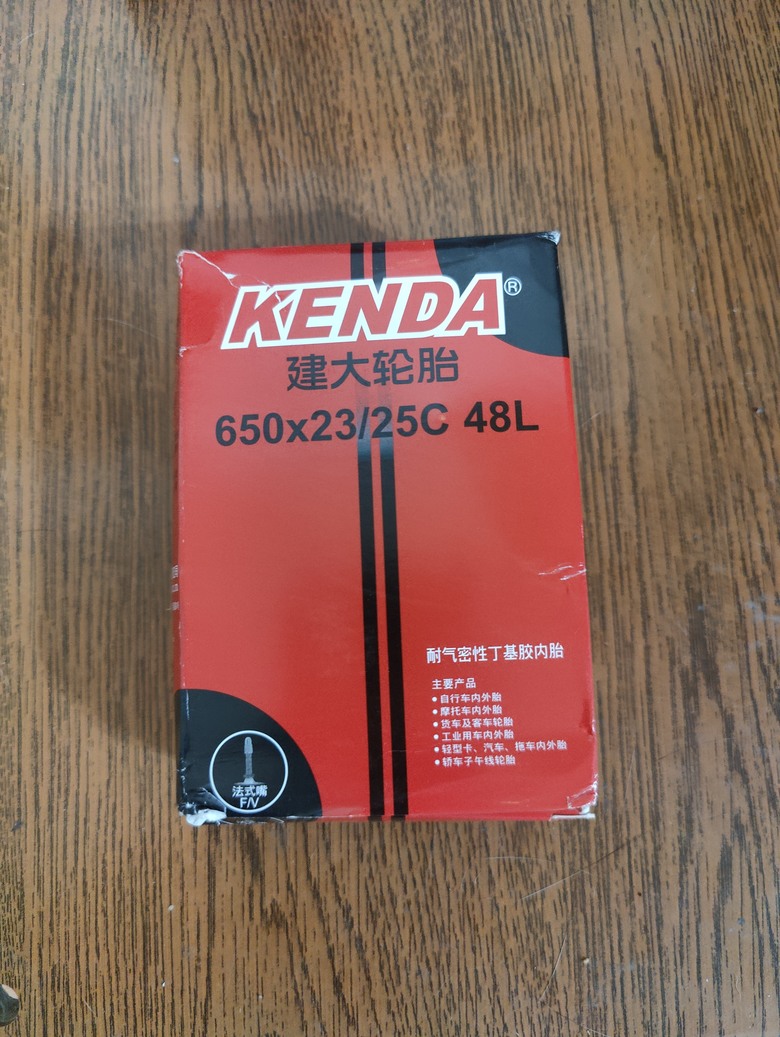 KENDA®
建大轮胎
650x23/25C 48L
耐气密性丁基胶内胎
主要产品
• 自行车内外胎
• 摩托车内外胎
• 货车及客车轮胎
• 工业用车内外胎
• 轻型卡、汽车、拖车内外胎
• 轿车子午线轮胎
法式嘴
F/V